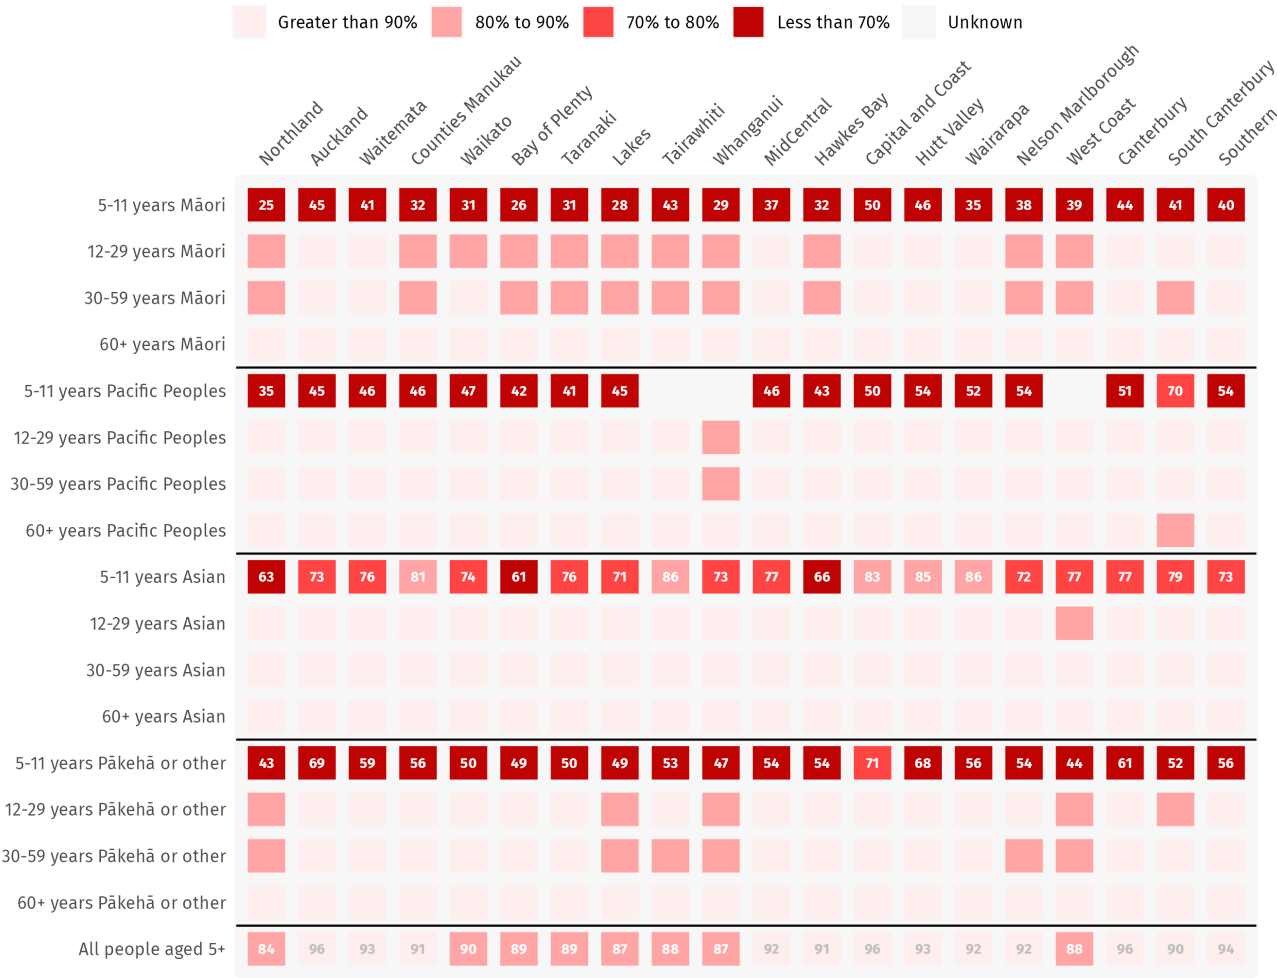 Greater than 90% 80% to 90% 70% to 80% Less than 70% Unknown
Northland Auckland Waitemata Counties Manukau Waikato Bay of Plenty Taranaki Lakes Tairawhiti Whanganui MidCentral Hawkes Bay Capital and Coast Hutt Valley Wairarapa Nelson Marlborough West Coast Canterbury South Canterbury Southern
5-11 years Māori 25 45 41 32 31 26 31 28 43 29 37 32 50 46 35 38 39 44 41 40
12-29 years Māori
30-59 years Māori
60+ years Māori
5-11 years Pacific Peoples 35 45 46 46 47 42 41 45 46 43 50 54 52 54 51 70 54
12-29 years Pacific Peoples
30-59 years Pacific Peoples
60+ years Pacific Peoples
5-11 years Asian 63 73 76 81 74 61 76 71 86 73 77 66 83 85 86 72 77 77 79 73
12-29 years Asian
30-59 years Asian
60+ years Asian
5-11 years Pākehā or other 43 69 59 56 50 49 50 49 53 47 54 54 71 68 56 54 44 61 52 56
12-29 years Pākehā or other
30-59 years Pākehā or other
60+ years Pākehā or other
All people aged 5+ 84 96 93 91 90 89 89 87 88 87 92 91 96 93 92 92 88 96 90 94